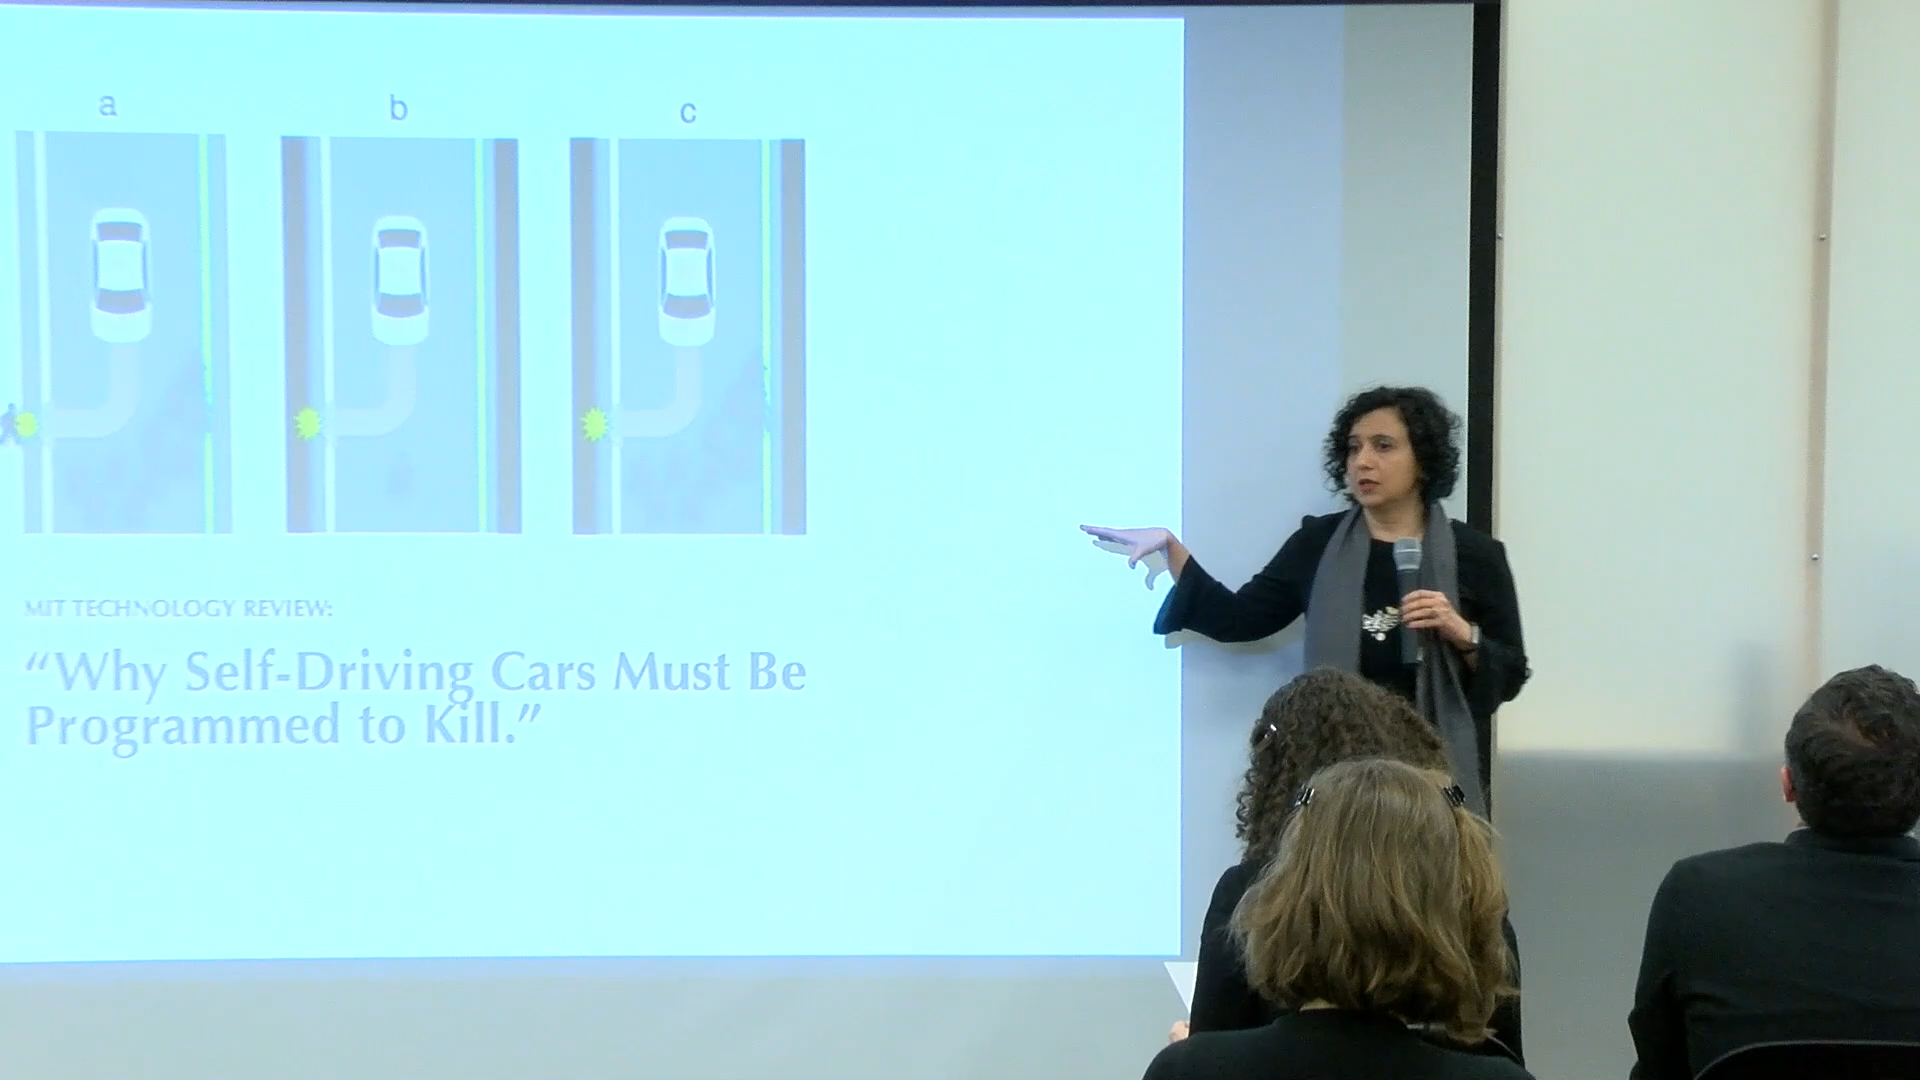 a b c
MIT TECHNOLOGY REVIEW:
“Why Self-Driving Cars Must Be
Programmed to Kill.”